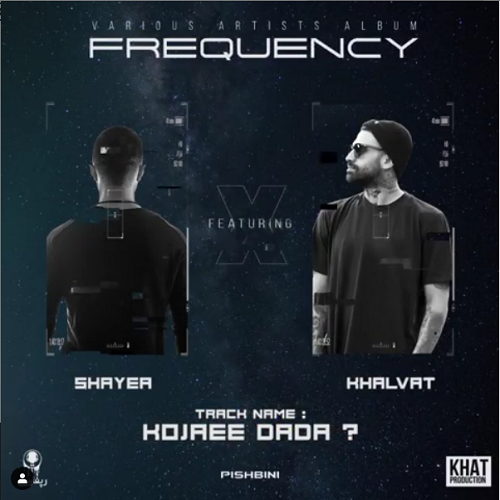 VARIOUS ARTISTS ALBUM
FREQUENCY
FEATURING
X
SHAYEA
KHALVAT
TRACK NAME :
KOJAEE DADA ?
PISHBINI
KHAT
PRODUCTION